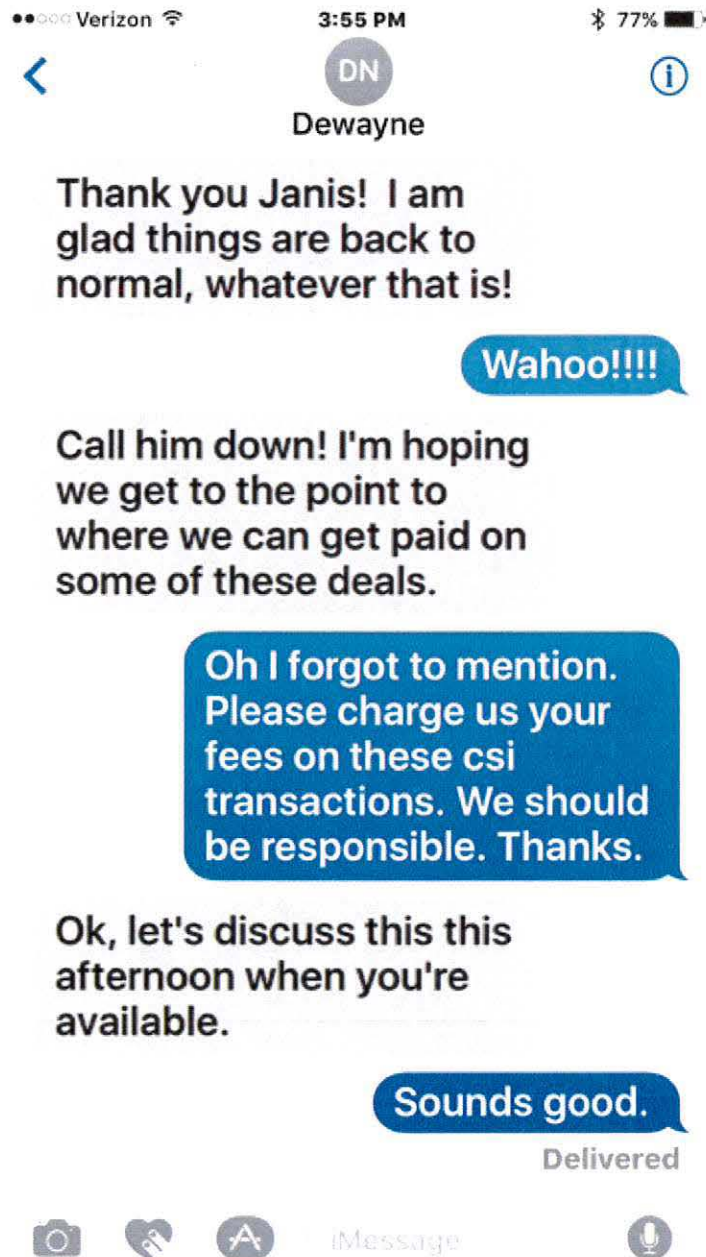 Verizon 3:55 PM 77%
DN
Dewayne
Thank you Janis! I am
glad things are back to
normal, whatever that is!
Wahoo!!!!
Call him down! I'm hoping
we get to the point to
where we can get paid on
some of these deals.
Oh I forgot to mention.
Please charge us your
fees on these csi
transactions. We should
be responsible. Thanks.
Ok, let's discuss this this
afternoon when you're
available.
Sounds good.
Delivered
iMessage